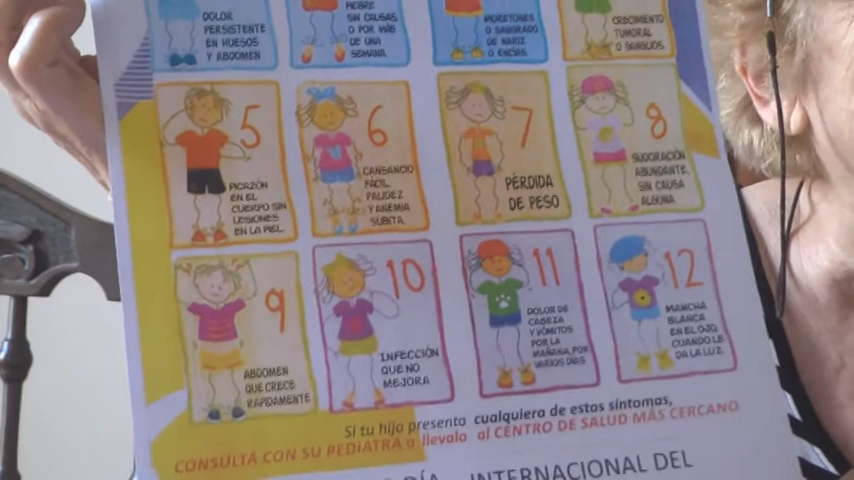 DOLOR
PERSISTENTE
EN HUESOS
Y ABDOMEN
FIEBRE
SIN CAUSAS
O POR MÁS
DE UNA
SEMANA.
MORETONES
O SANGRADO
DE NARIZ
O ENCÍAS.
CRECIMIENTO
TUMORAL
O GANGLIOS.
5
PICAZÓN
EN EL
CUERPO SIN
LESIONES
EN LA PIEL.
6
CANSANCIO
FÁCIL,
PALIDEZ
Y ANEMIA
SÚBITA.
7
PÉRDIDA
DE PESO
8
SUDORACIÓN
ABUNDANTE,
SIN CAUSA
ALGUNA
9
ABDOMEN
QUE CRECE
RÁPIDAMENTE
10
INFECCIÓN
QUE NO
MEJORA
11
DOLOR DE
CABEZA
Y VÓMITOS
POR LA
MAÑANA, POR
VARIOS DÍAS
12
MANCHA
BLANCA
EN EL OJO
CUANDO LE
DA LA LUZ.
Si tu hijo presenta cualquiera de estos síntomas,
CONSULTA CON SU PEDIATRA o llevalo al CENTRO DE SALUD MÁS CERCANO
DÍA INTERNACIONAL DEL